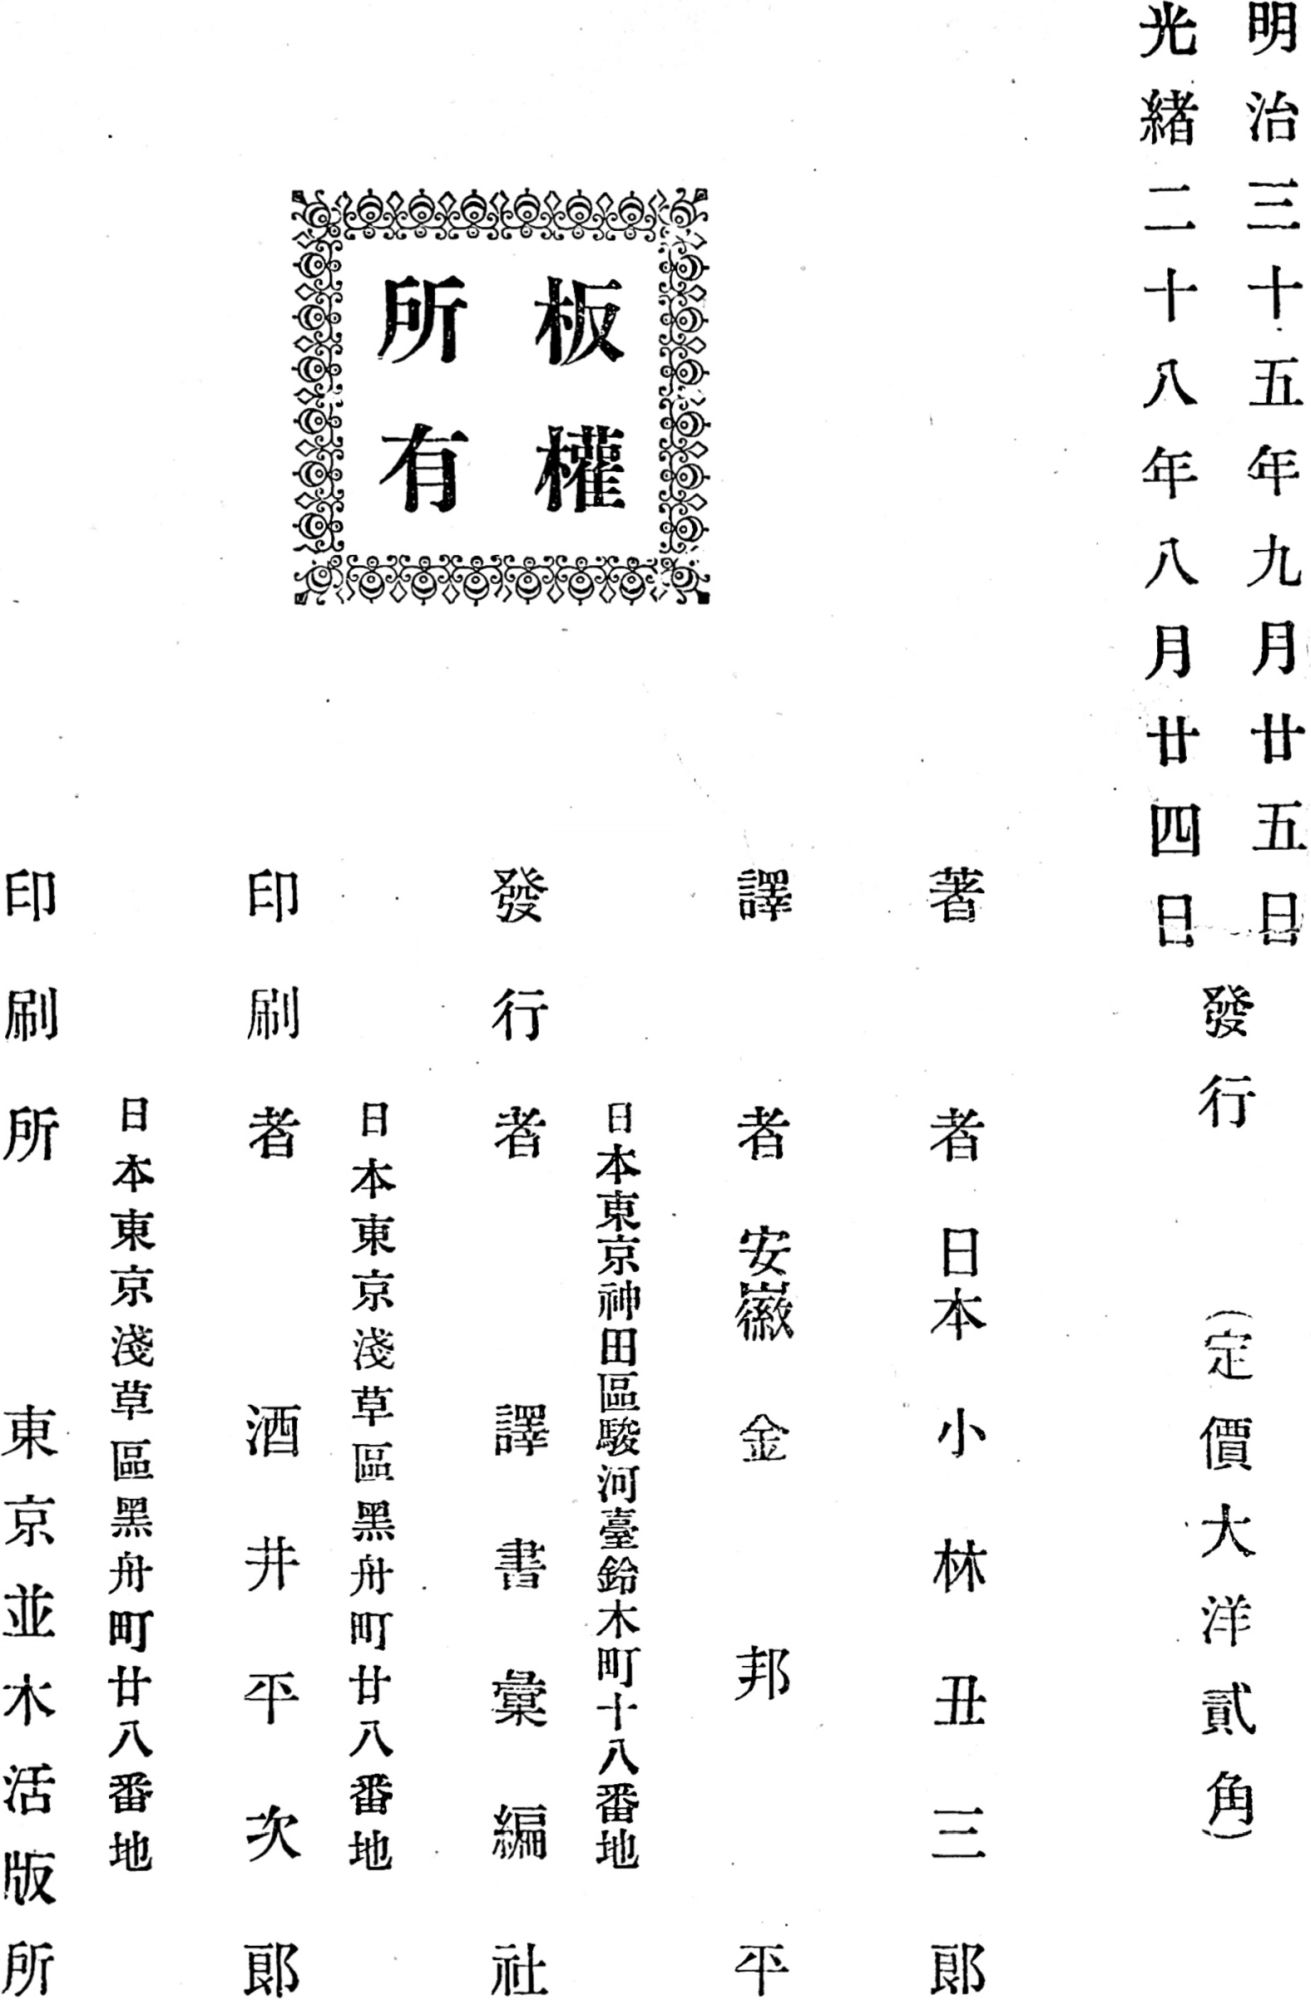 明治三十五年九月廿五日
光緒二十八年八月廿四日
發行
(定價大洋貳角)
板權
所有
著者日本小林丑三郎
譯者安徽金邦平
日本東京神田區駿河臺鈴木町十八番地
發行者譯書彙編社
日本東京淺草區黑舟町廿八番地
印刷者酒井平次郎
日本東京淺草區黑舟町廿八番地
印刷所東京並木活版所